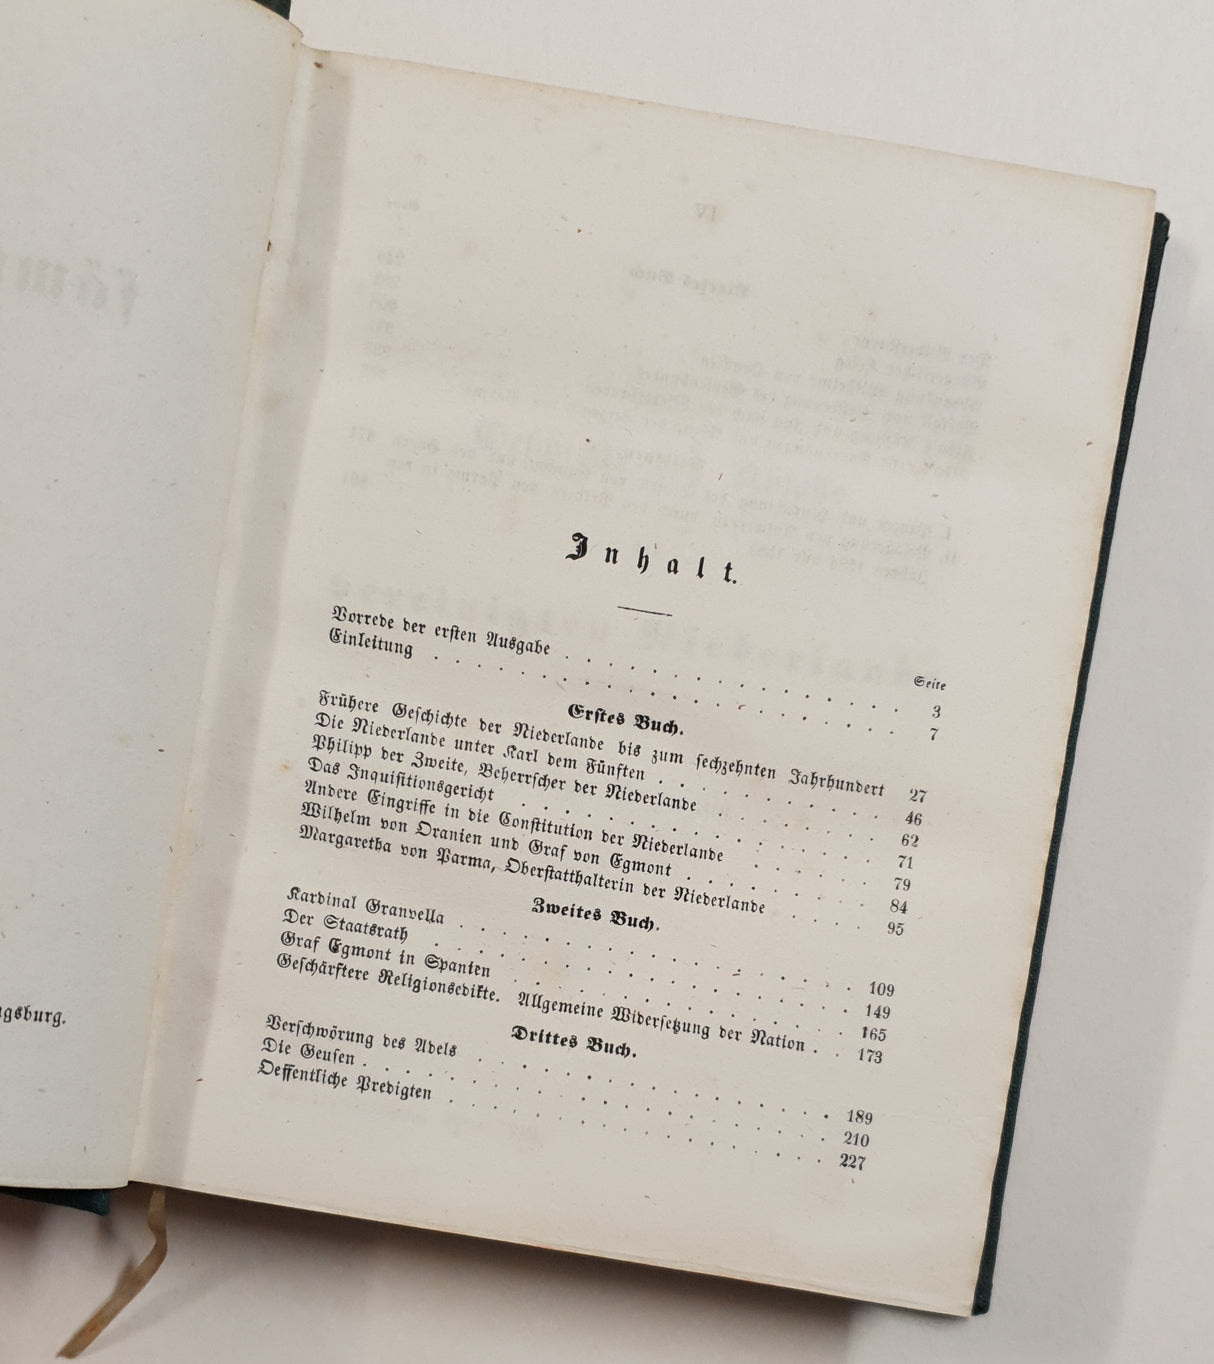 gsburg.
Inhalt.
Seite
Vorrede der ersten Ausgabe . . . . . . . . . . . . 3
Einleitung . . . . . . . . . . . . . . . . 7
Erstes Buch.
Frühere Geschichte der Niederlande bis zum sechzehnten Jahrhundert 27
Die Niederlande unter Karl dem Fünften . . . . . . . . . 46
Philipp der Zweite, Beherrscher der Niederlande . . . . . . 62
Das Inquisitionsgericht . . . . . . . . . . . . 71
Andere Eingriffe in die Constitution der Niederlande . . . . . 79
Wilhelm von Oranien und Graf von Egmont . . . . . . . 84
Margaretha von Parma, Oberstatthalterin der Niederlande . . . . 95
Zweites Buch.
Kardinal Granvella . . . . . . . . . . . . . 109
Der Staatsrath . . . . . . . . . . . . . . 149
Graf Egmont in Spanien . . . . . . . . . . . . 165
Geschärftere Religionsedikte. Allgemeine Widersetzung der Nation . . 173
Drittes Buch.
Verschwörung des Adels . . . . . . . . . . . . 189
Die Geusen . . . . . . . . . . . . . . . 210
Oeffentliche Predigten . . . . . . . . . . . . . 227